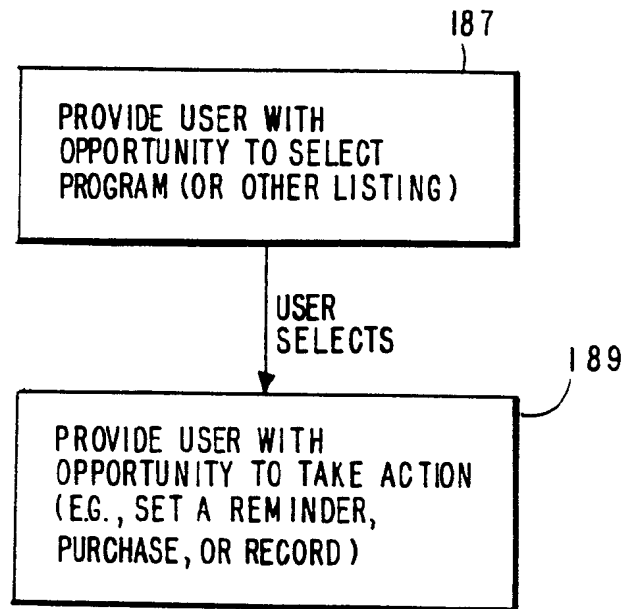 187
PROVIDE USER WITH
OPPORTUNITY TO SELECT
PROGRAM (OR OTHER LISTING)
USER
SELECTS
189
PROVIDE USER WITH
OPPORTUNITY TO TAKE ACTION
(E.G., SET A REMINDER,
PURCHASE, OR RECORD)